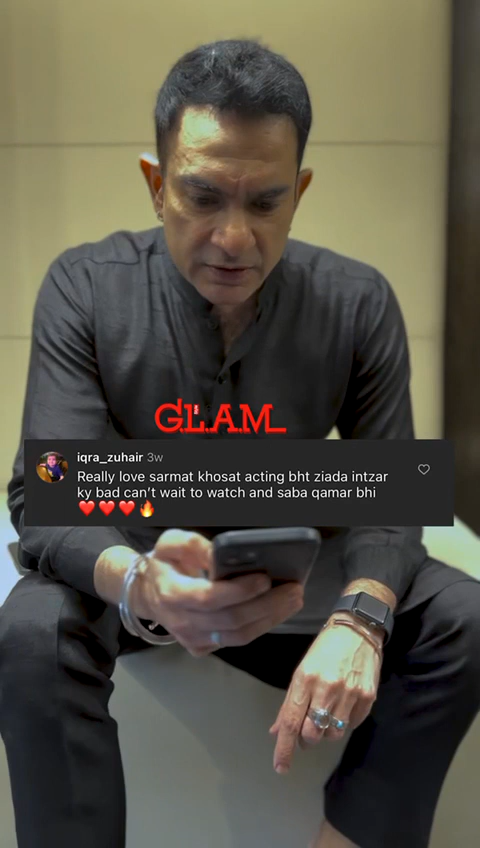 GLAM
iqra_zuhair 3w
Really love sarmat khosat acting bht ziada intzar
ky bad can't wait to watch and saba qamar bhi
❤️❤️❤️🔥